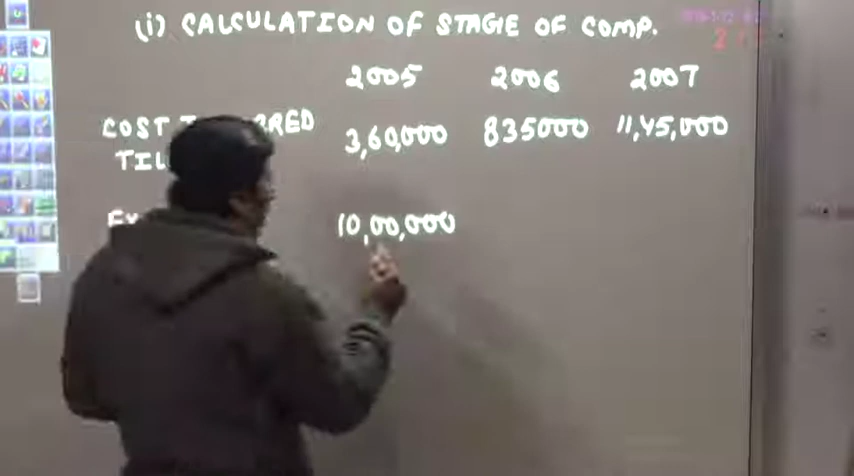 (i) CALCULATION OF STAGE OF COMP.
2005 2006 2007
COST 3,60,000 835000 11,45,000
10,00,000